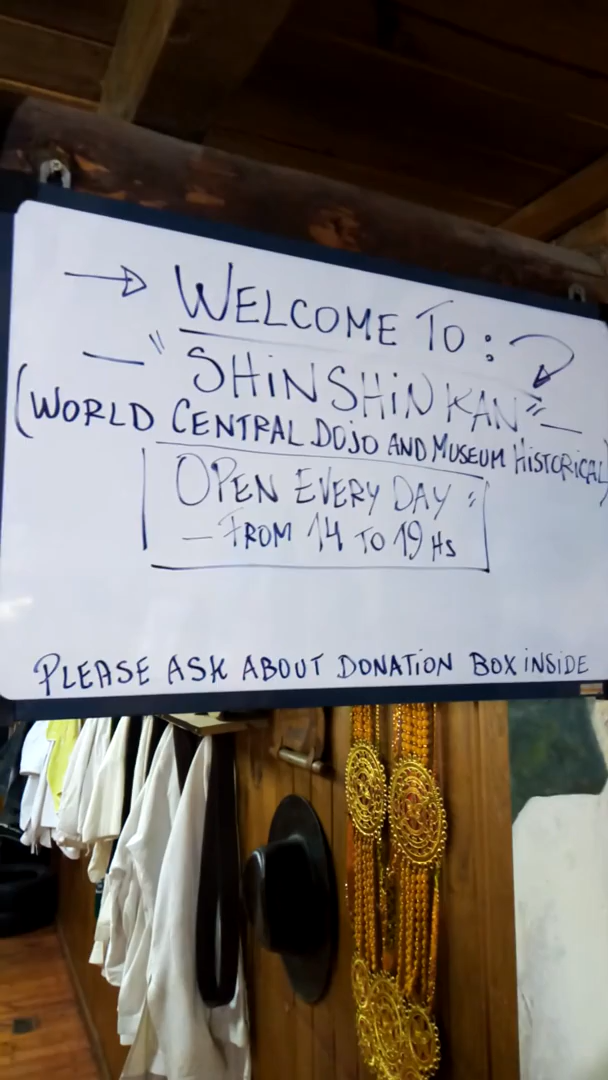 → WELCOME TO:
— "SHiNSHiN KAN" —
(WORLD CENTRAL DOJO AND MUSEUM HISTORICAL)
OPEN EVERY DAY :
— FROM 14 TO 19 HS
PLEASE ASK ABOUT DONATION BOX iNSiDE